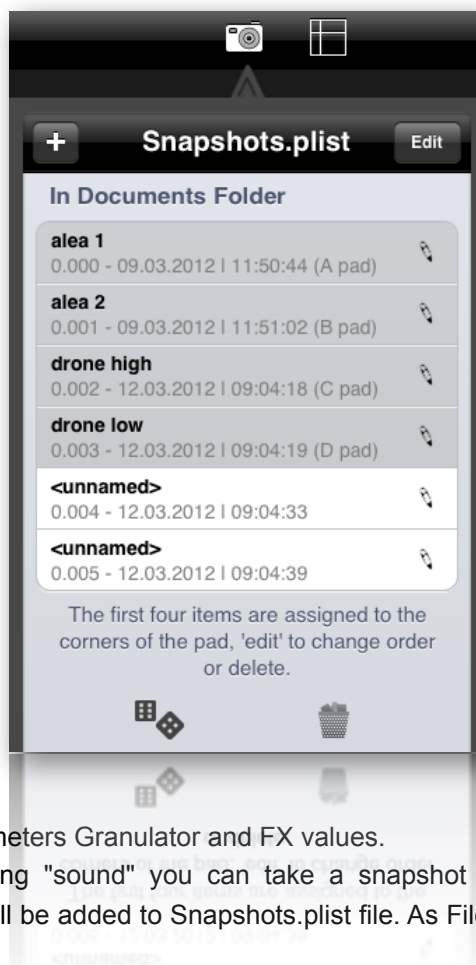 + Snapshots.plist Edit
In Documents Folder
alea 1
0.000 - 09.03.2012 | 11:50:44 (A pad)
alea 2
0.001 - 09.03.2012 | 11:51:02 (B pad)
drone high
0.002 - 12.03.2012 | 09:04:18 (C pad)
drone low
0.003 - 12.03.2012 | 09:04:19 (D pad)
<unnamed>
0.004 - 12.03.2012 | 09:04:33
<unnamed>
0.005 - 12.03.2012 | 09:04:39
The first four items are assigned to the
corners of the pad, 'edit' to change order
or delete.
Granulator and FX values.
"sound" you can take a snapshot
be added to Snapshots.plist file. As